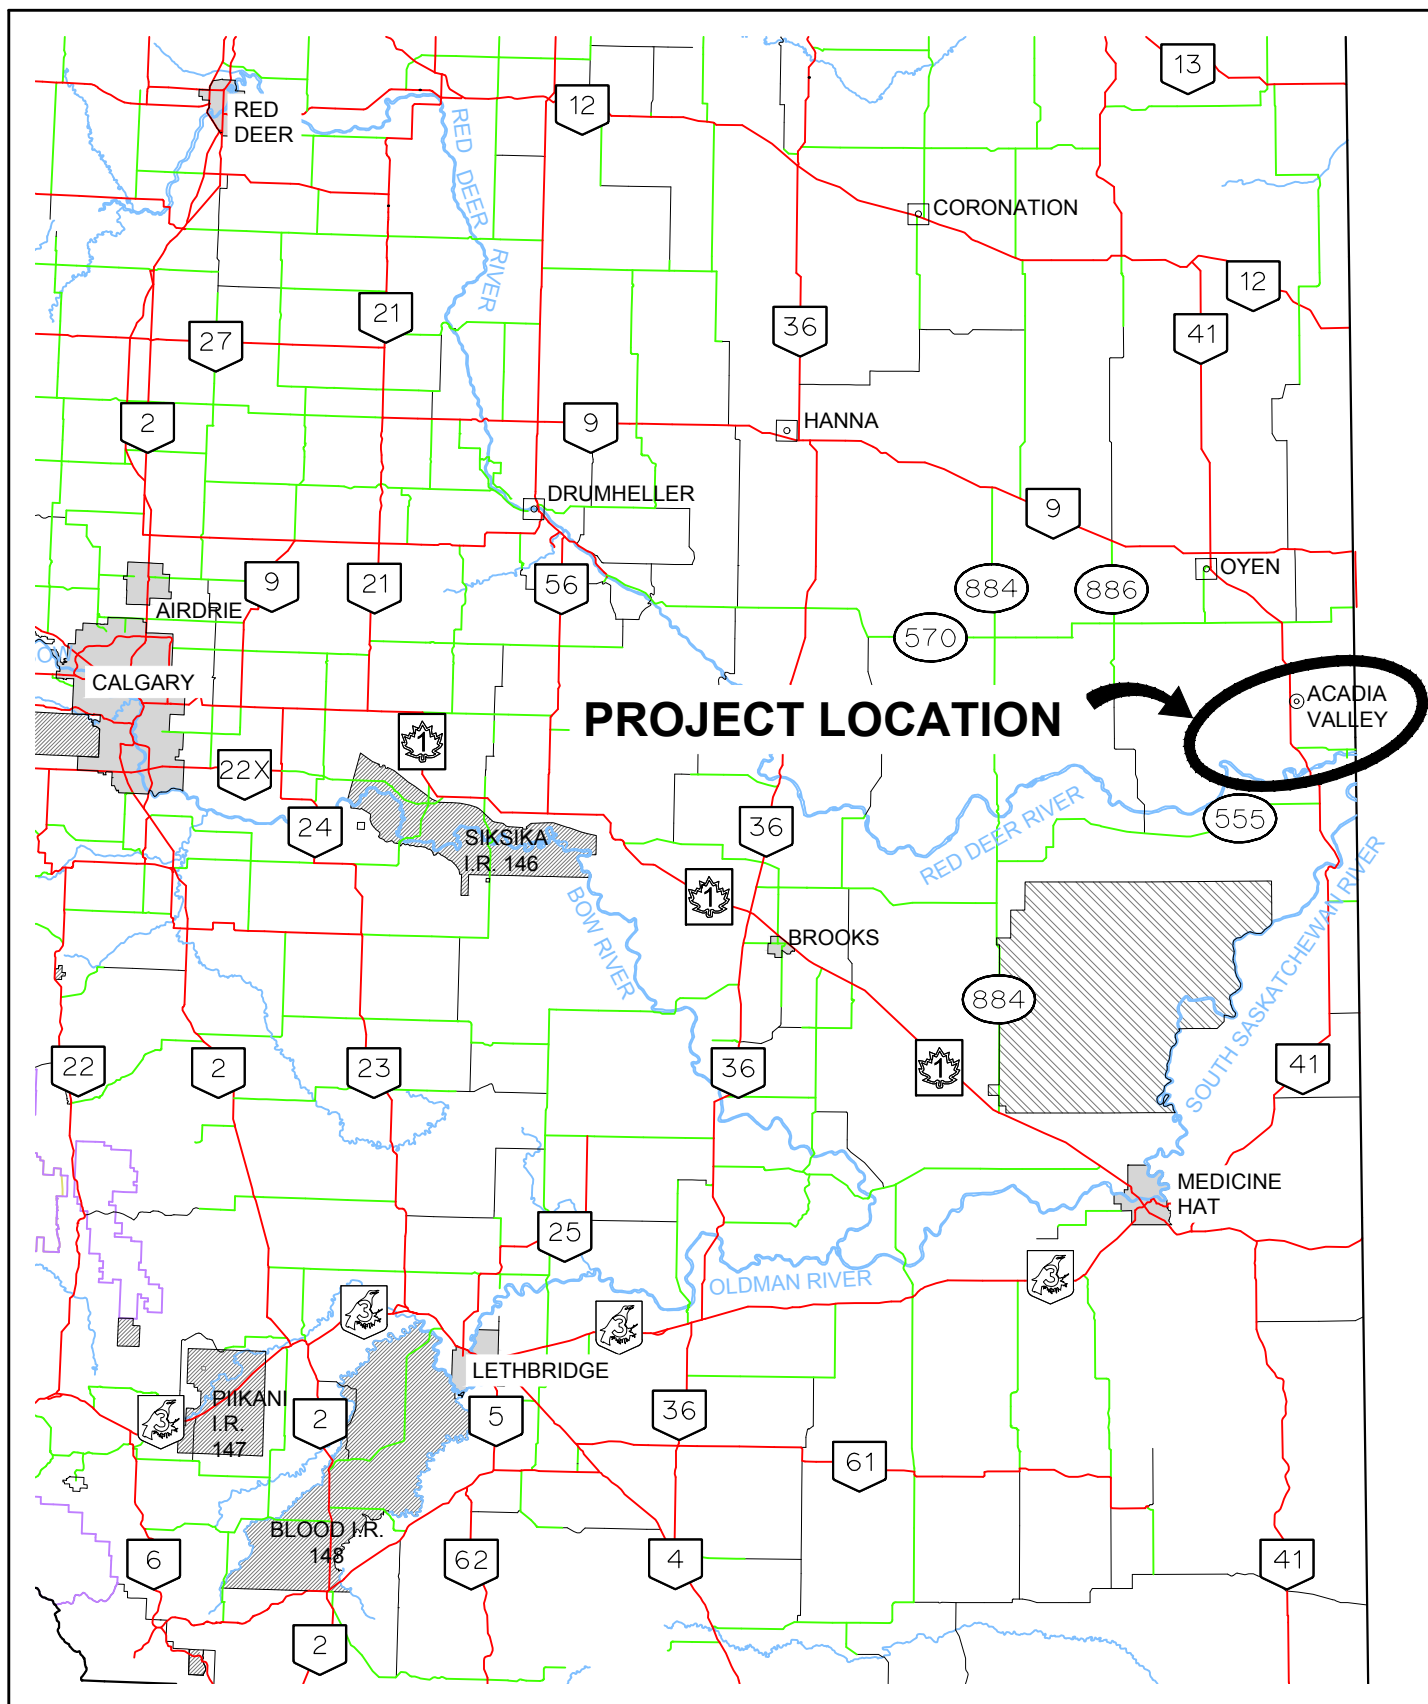 13
RED
DEER
12
RED DEER RIVER
CORONATION
12
21
27
36
41
2
9
HANNA
DRUMHELLER
9
9
21
56
884
886
OYEN
AIRDRIE
570
BOW
CALGARY
ACADIA
VALLEY
PROJECT LOCATION
1
22X
24
36
RED DEER RIVER
555
SIKSIKA
I.R. 146
1
BOW RIVER
BROOKS
SOUTH SASKATCHEWAN RIVER
884
22
2
23
36
1
41
MEDICINE
HAT
25
OLDMAN RIVER
3
3
3
LETHBRIDGE
PIIKANI
I.R.
147
3
2
5
36
61
BLOOD I.R.
148
6
62
4
41
2